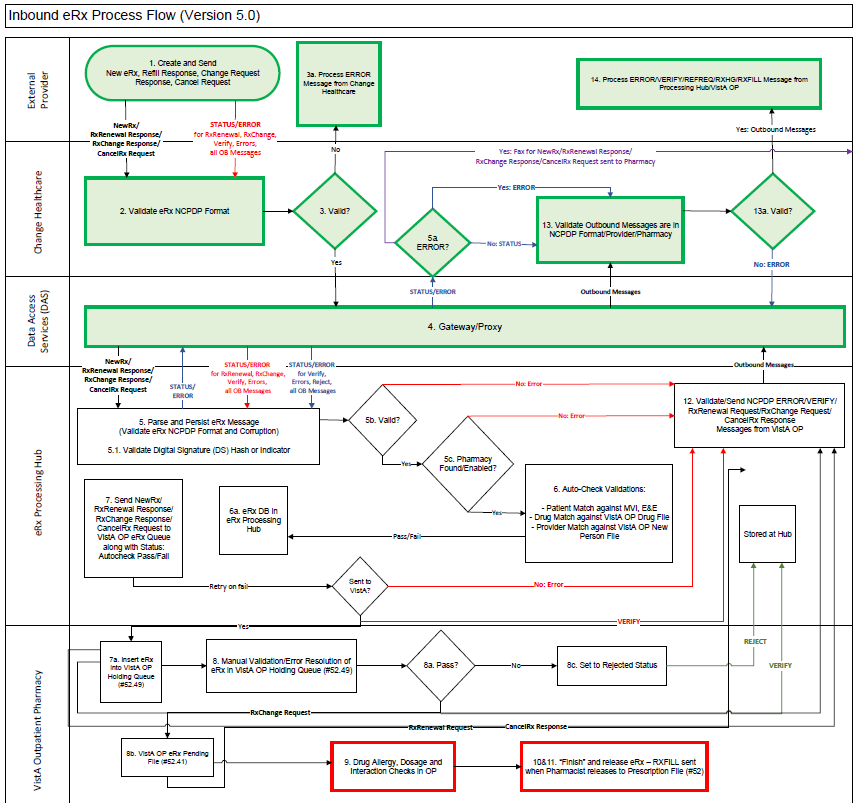 Inbound eRx Process Flow (Version 5.0)
External
Provider
1. Create and Send
New eRx, Refill Response, Change Request
Response, Cancel Request
3a. Process ERROR
Message from Change
Healthcare
14. Process ERROR/VERIFY/REFREQ/RXHG/RXFILL Message from
Processing Hub/VistA OP
NewRx/
RxRenewal Response/
RxChange Response/
CancelRx Request
STATUS/ERROR
for RxRenewal, RxChange,
Verify, Errors,
all OB Messages
No
Yes: Outbound Messages
Change Healthcare
Yes: Fax for NewRx/RxRenewal Response/
RxChange Response/CancelRx Request sent to Pharmacy
2. Validate eRx NCPDP Format
3. Valid?
Yes: ERROR
5a
ERROR?
No: STATUS
13. Validate Outbound Messages are in
NCPDP Format/Provider/Pharmacy
13a. Valid?
Yes
No: ERROR
Data Access
Services (DAS)
STATUS/ERROR
Outbound Messages
4. Gateway/Proxy
eRx Processing Hub
NewRx/
RxRenewal Response/
RxChange Response/
CancelRx Request
STATUS/
ERROR
STATUS/ERROR
for RxRenewal, RxChange,
Verify, Errors,
all OB Messages
STATUS/ERROR
for Verify,
Errors, Reject,
all OB Messages
Outbound Messages
5. Parse and Persist eRx Message
(Validate eRx NCPDP Format and Corruption)
5.1. Validate Digital Signature (DS) Hash or Indicator
5b. Valid?
No: Error
No: Error
12. Validate/Send NCPDP ERROR/VERIFY/
RxRenewal Request/RxChange Request/
CancelRx Response
Messages from VistA OP
Yes
5c. Pharmacy
Found/Enabled?
Yes
7. Send NewRx/
RxRenewal Response/
RxChange Response/
CancelRx Request to
VistA OP eRx Queue
along with Status:
Autocheck Pass/Fail
6a. eRx DB in
eRx Processing
Hub
Pass/Fail
6. Auto-Check Validations:
- Patient Match against MVI, E&E
- Drug Match against VistA OP Drug File
- Provider Match against VistA OP New
Person File
Stored at Hub
Retry on fail
Sent to
VistA?
No: Error
VERIFY
Yes
VistA Outpatient Pharmacy
7a. Insert eRx
into VistA OP
Holding Queue
(#52.49)
8. Manual Validation/Error Resolution of
eRx in VistA OP Holding Queue (#52.49)
8a. Pass?
No
8c. Set to Rejected Status
REJECT
VERIFY
RxChange Request
RxRenewal Request
CancelRx Response
8b. VistA OP eRx Pending
File (#52.41)
9. Drug Allergy, Dosage and
Interaction Checks in OP
10&11. "Finish" and release eRx – RXFILL sent
when Pharmacist releases to Prescription File (#52)